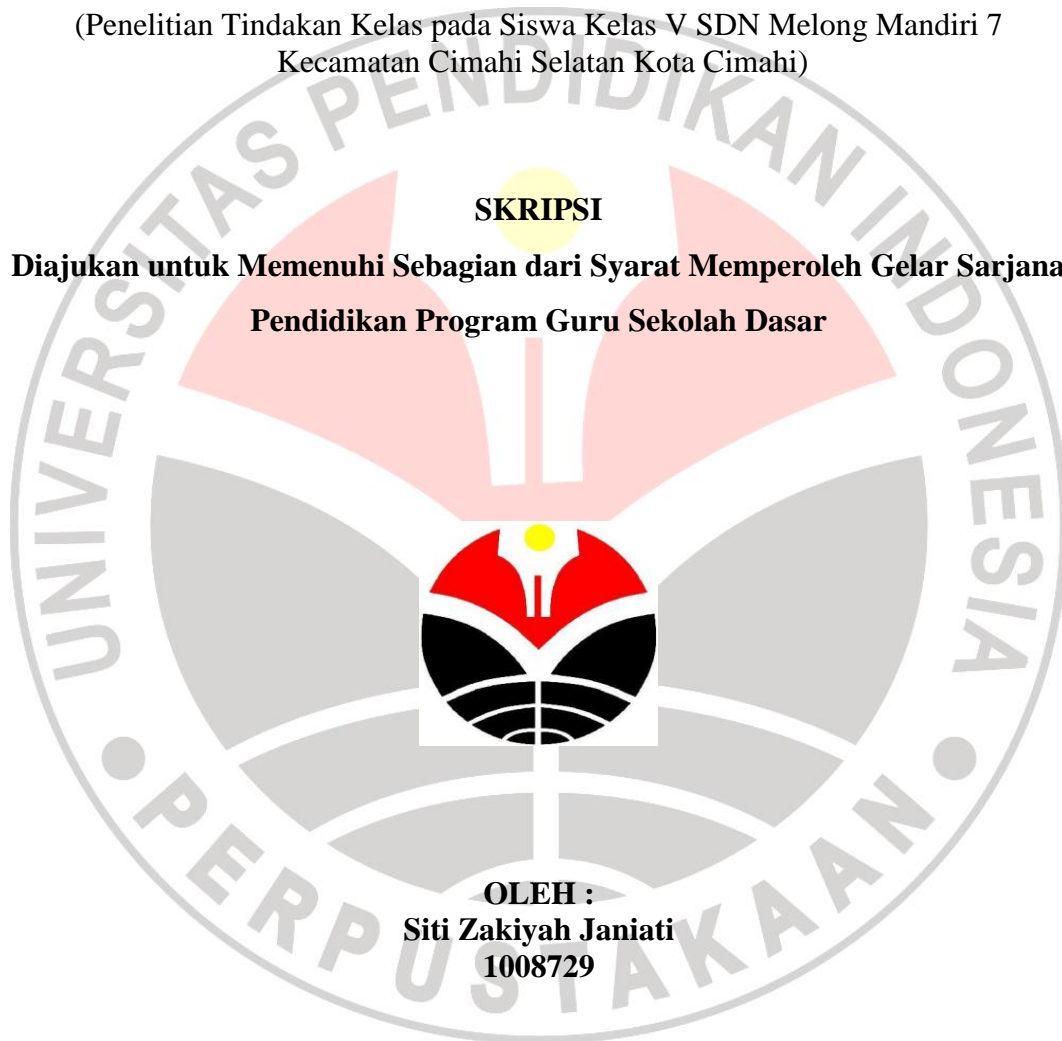 (Penelitian Tindakan Kelas pada Siswa Kelas V SDN Melong Mandiri 7
Kecamatan Cimahi Selatan Kota Cimahi)
UNIVERSITAS PENDIDIKAN INDONESIA
SKRIPSI
Diajukan untuk Memenuhi Sebagian dari Syarat Memperoleh Gelar Sarjana
Pendidikan Program Guru Sekolah Dasar
OLEH :
Siti Zakiyah Janiati
1008729
PERPUSTAKAAN